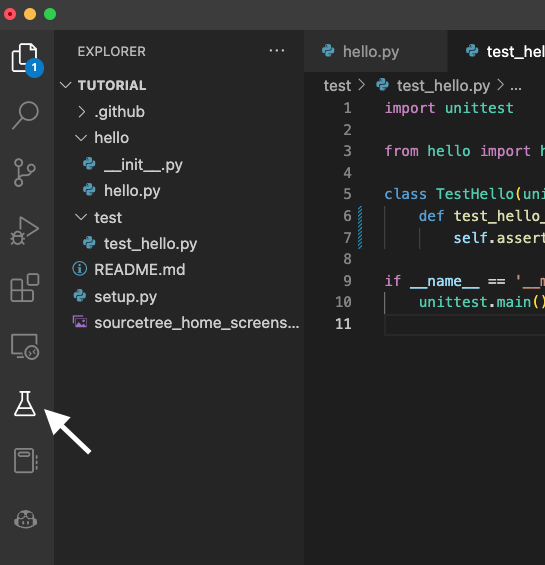 1
EXPLORER ...
TUTORIAL
.github
hello
__init__.py
hello.py
test
test_hello.py
README.md
setup.py
sourcetree_home_screens...
hello.py test_hel
test > test_hello.py > ...
1 import unittest
2
3 from hello import h
4
5 class TestHello(uni
6 def test_hello_
7 self.assert
8
9 if __name__ == '__m
10 unittest.main()
11